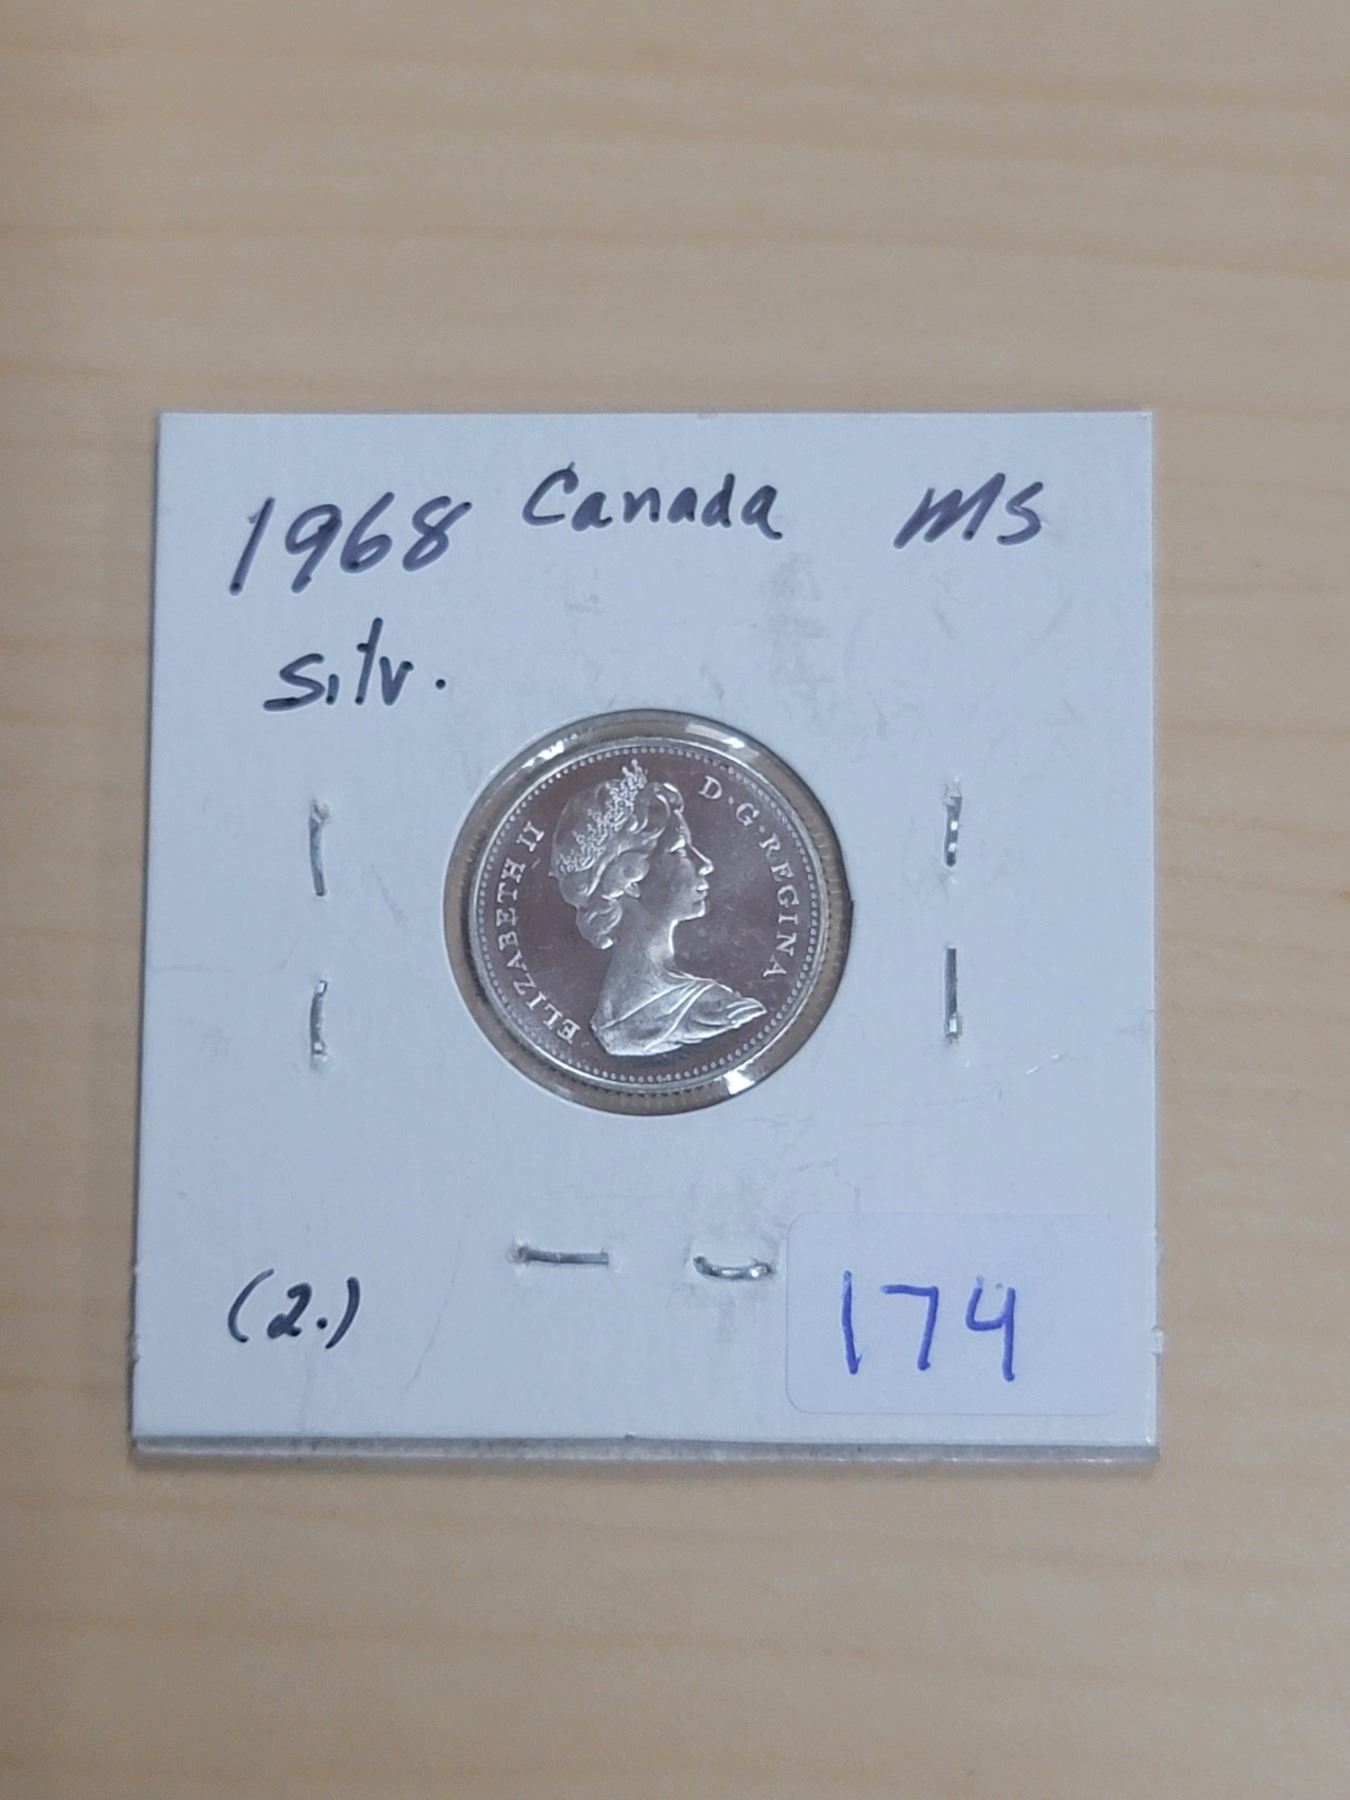 1968 Canada MS
Silv.
ELIZABETH II D·G·REGINA
(2.)
174